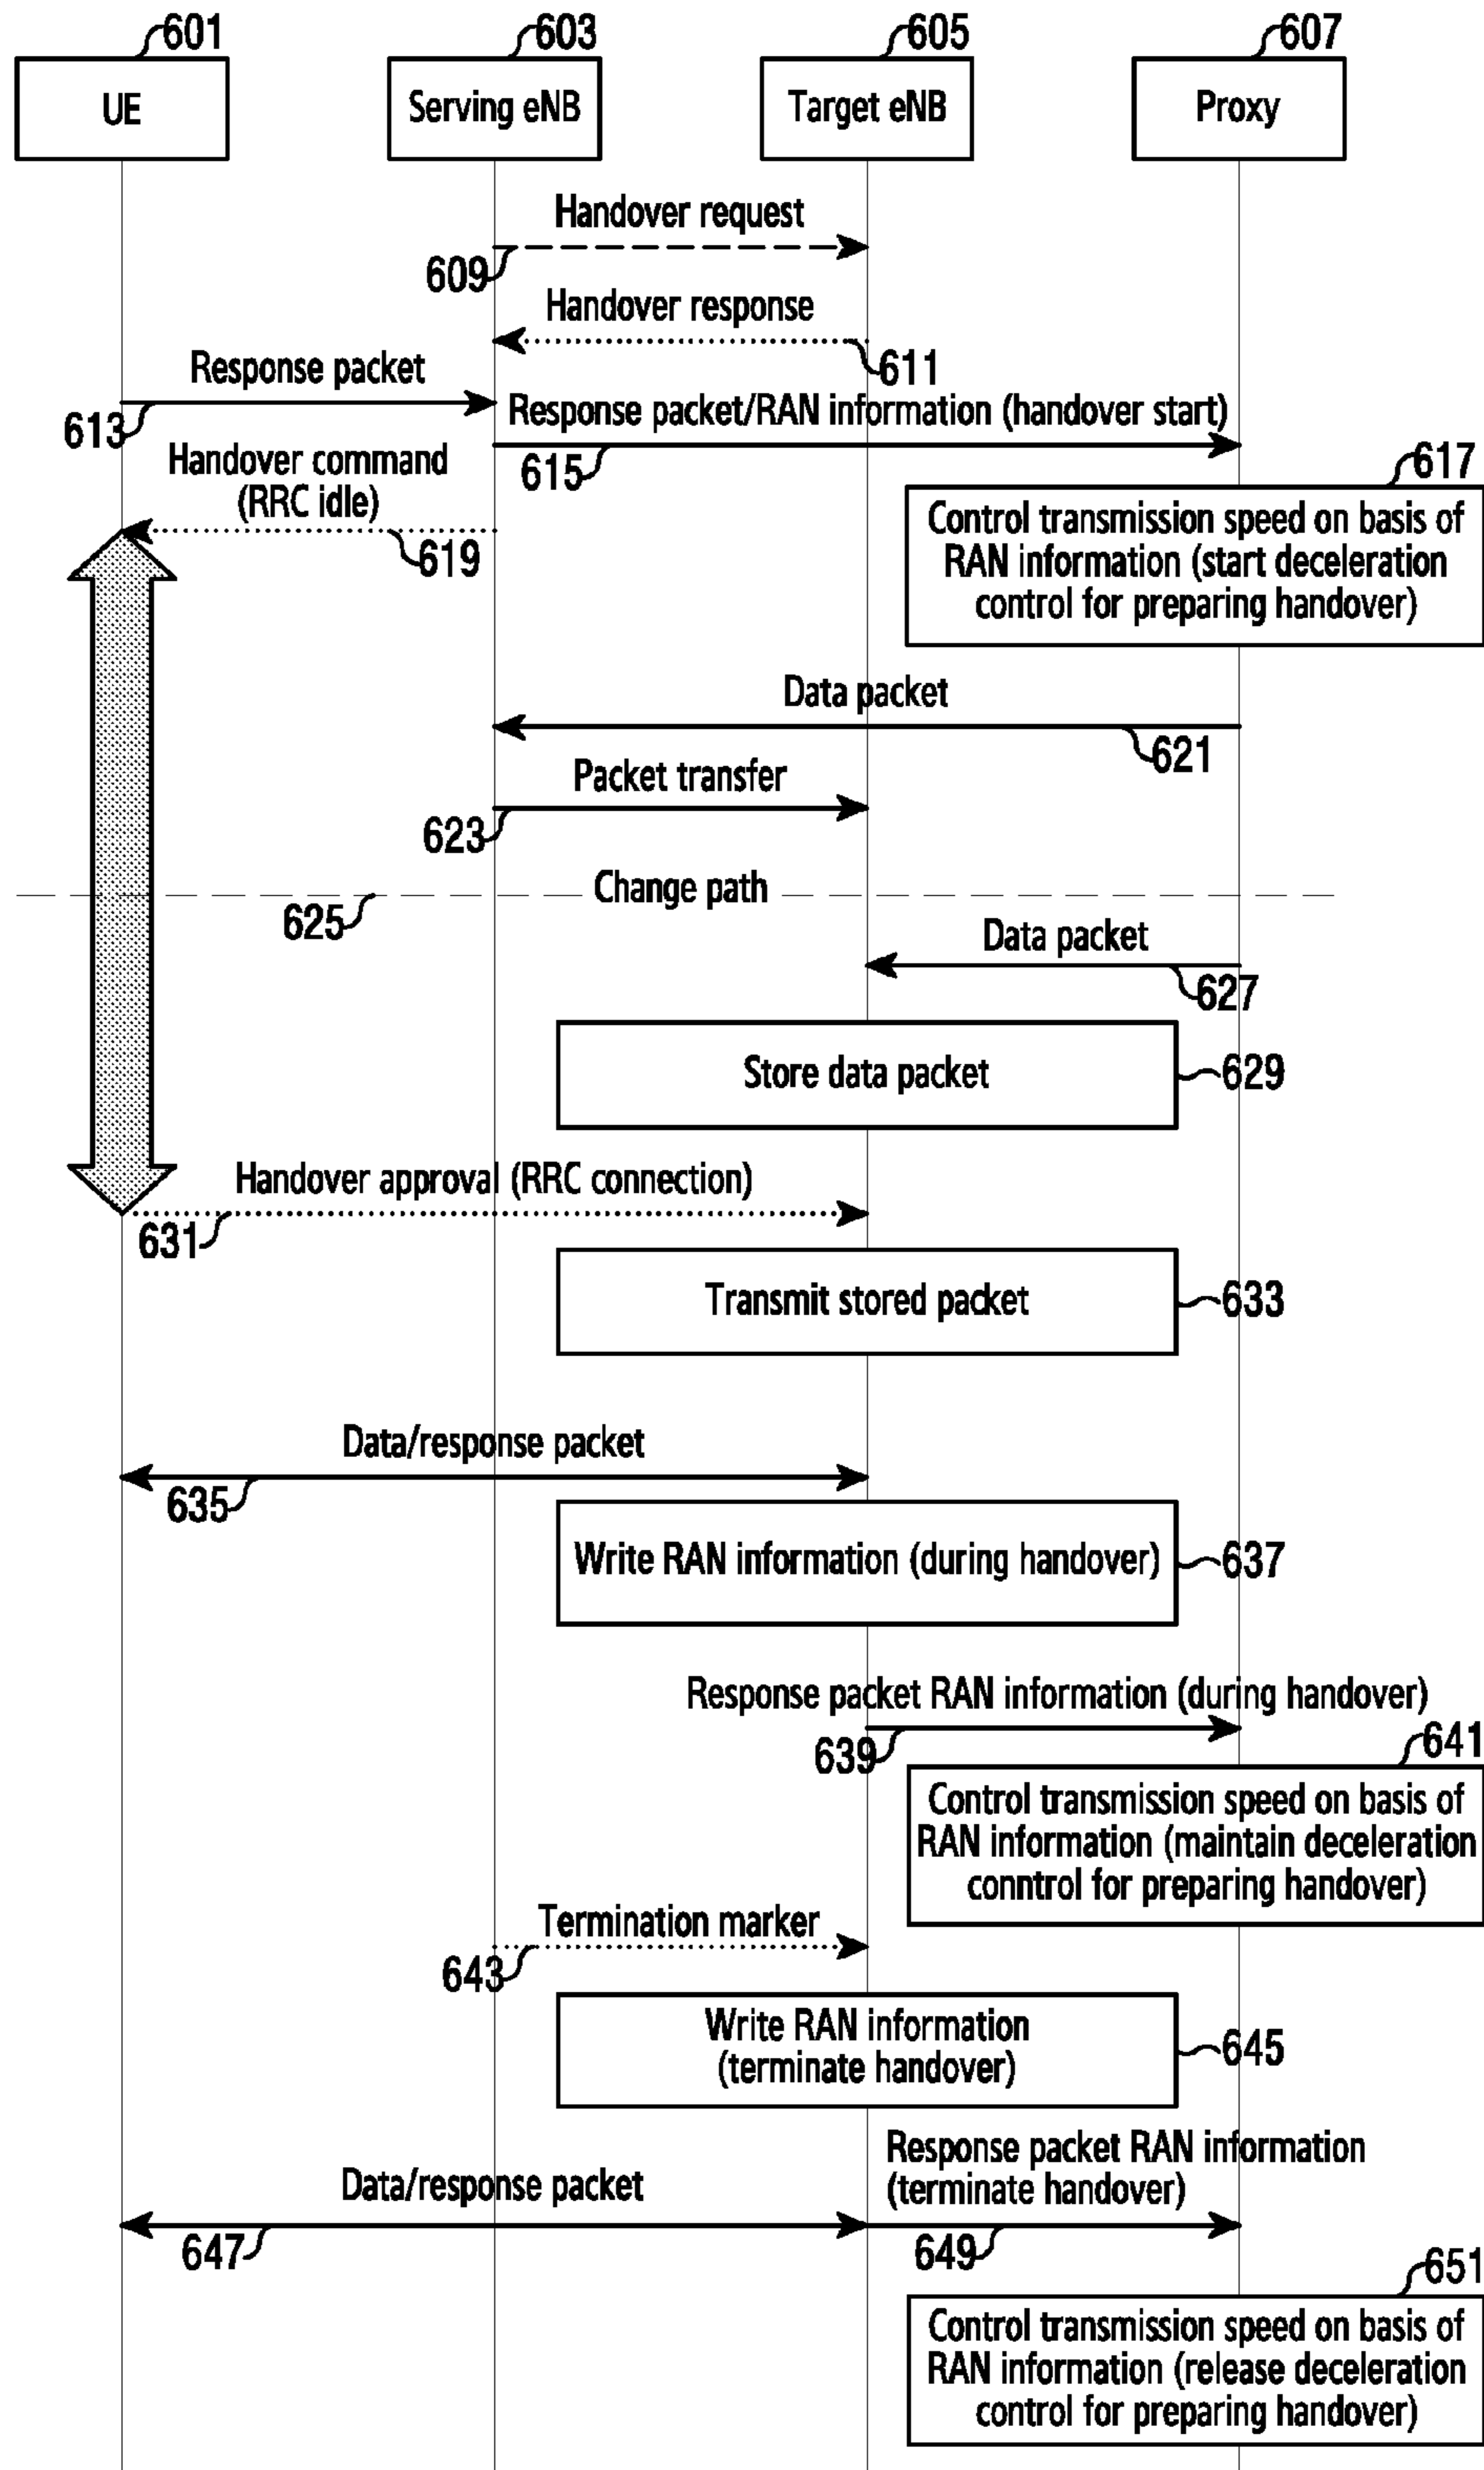 601
603
605
607
UE
Serving eNB
Target eNB
Proxy
Handover request
609
Handover response
611
Response packet
613
Response packet/RAN information (handover start)
615
Handover command
(RRC idle)
619
617
Control transmission speed on basis of
RAN information (start deceleration
control for preparing handover)
Data packet
621
Packet transfer
623
Change path
625
Data packet
627
Store data packet
629
Handover approval (RRC connection)
631
Transmit stored packet
633
Data/response packet
635
Write RAN information (during handover)
637
Response packet RAN information (during handover)
639
641
Control transmission speed on basis of
RAN information (maintain deceleration
conntrol for preparing handover)
Termination marker
643
Write RAN information
(terminate handover)
645
Response packet RAN information
(terminate handover)
Data/response packet
647
649
651
Control transmission speed on basis of
RAN information (release deceleration
control for preparing handover)